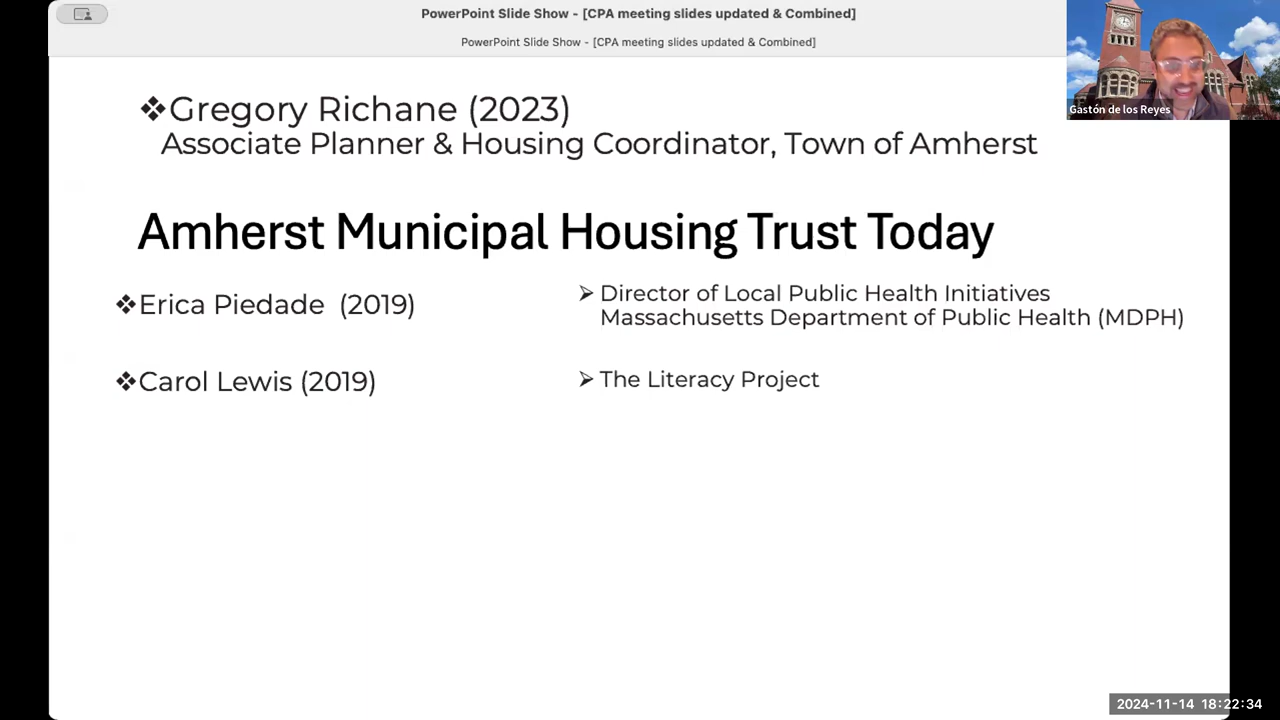 PowerPoint Slide Show - [CPA meeting slides updated & Combined]
PowerPoint Slide Show - [CPA meeting slides updated & Combined]
Gastón de los Reyes
❖Gregory Richane (2023)
Associate Planner & Housing Coordinator, Town of Amherst
Amherst Municipal Housing Trust Today
❖Erica Piedade (2019)
➢ Director of Local Public Health Initiatives
Massachusetts Department of Public Health (MDPH)
❖Carol Lewis (2019)
➢ The Literacy Project
2024-11-14 18:22:34